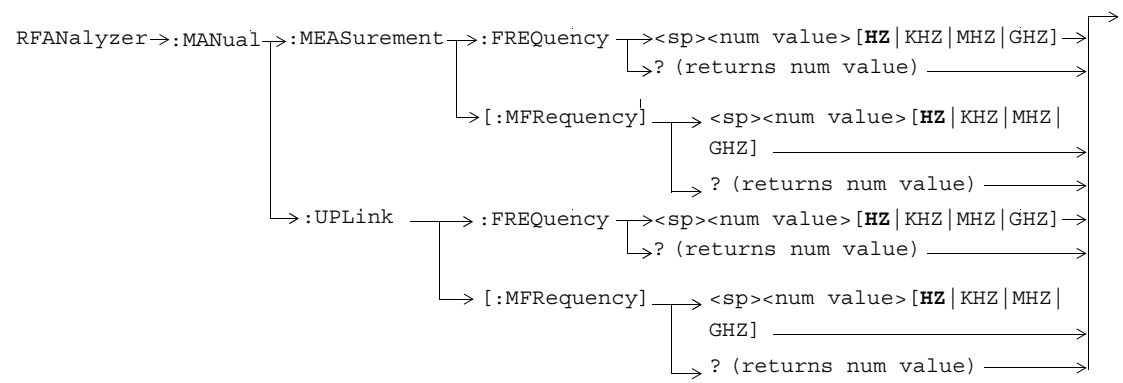 RFANalyzer :MANual :MEASurement :FREQuency <sp><num value>[HZ|KHZ|MHZ|GHZ]
? (returns num value)
[:MFRequency] <sp><num value>[HZ|KHZ|MHZ|
GHZ]
? (returns num value)
:UPLink :FREQuency <sp><num value>[HZ|KHZ|MHZ|GHZ]
? (returns num value)
[:MFRequency] <sp><num value>[HZ|KHZ|MHZ|
GHZ]
? (returns num value)